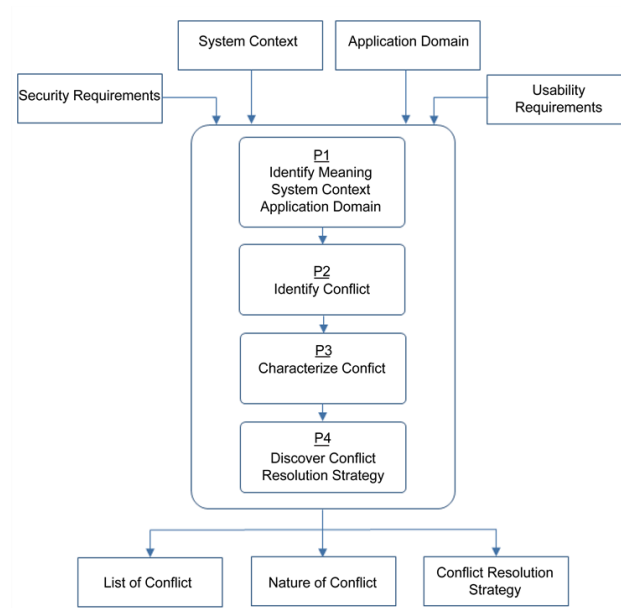 System Context
Application Domain
Security Requirements
Usability
Requirements
P1
Identify Meaning
System Context
Application Domain
P2
Identify Conflict
P3
Characterize Confict
P4
Discover Conflict
Resolution Strategy
List of Conflict
Nature of Conflict
Conflict Resolution
Strategy